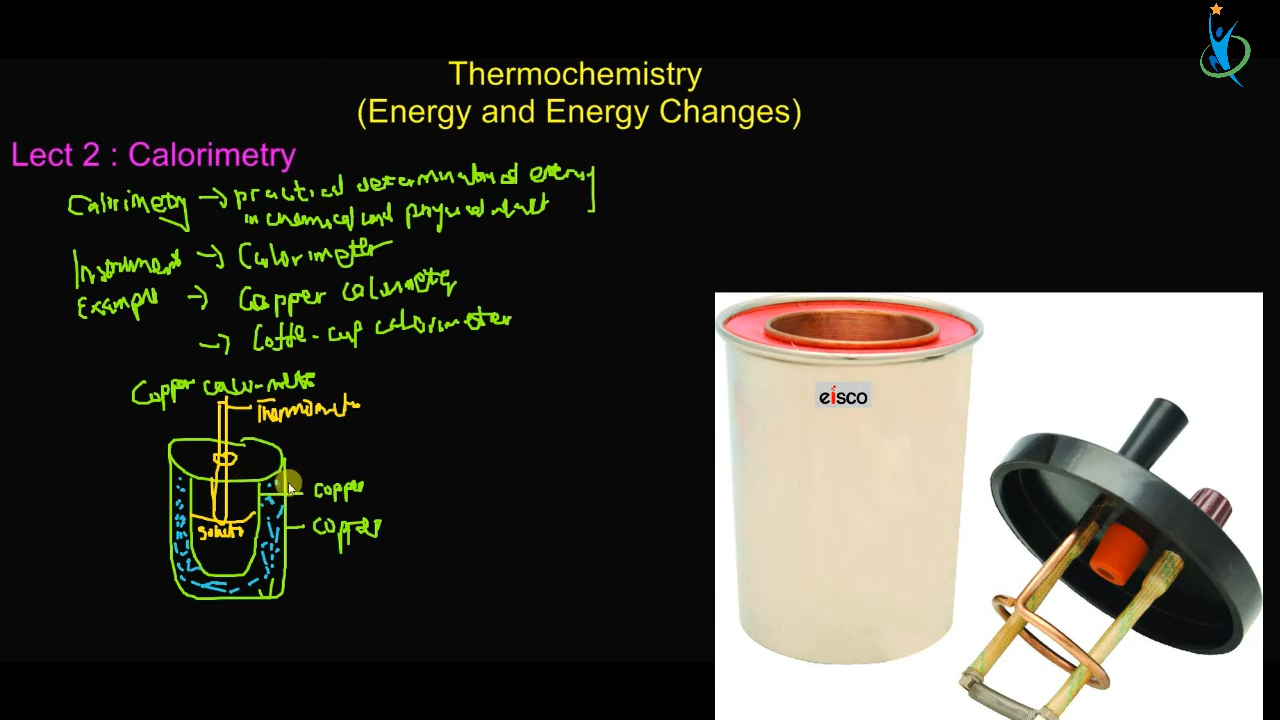 Thermochemistry
(Energy and Energy Changes)
Lect 2 : Calorimetry
Calorimetry → practical determination of energy
in chemical and physical
Instrument → Calorimeter
Example → Copper calorimeter
→ Coffe-cup calorimeter
Copper calorimeter
Thermometer
copper
copper
eisco